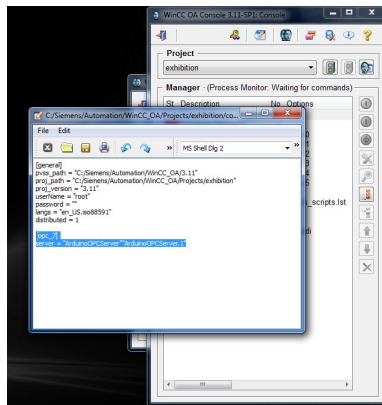 WinCC OA Console 3.11-SP1: Console
Project
exhibition
Manager - (Process Monitor: Waiting for commands)
St Description No Options
_scripts.lst
C:/Siemens/Automation/WinCC_OA/Projects/exhibition/co...
File Edit
MS Shell Dlg 2
[general]
pvss_path = "C:/Siemens/Automation/WinCC_OA/3.11"
proj_path = "C:/Siemens/Automation/WinCC_OA/Projects/exhibition"
proj_version = "3.11"
userName = "root"
password = ""
langs = "en_US.iso88591"
distributed = 1
[opc_7]
server = "ArduinoOPCServer""ArduinoOPCServer.1"